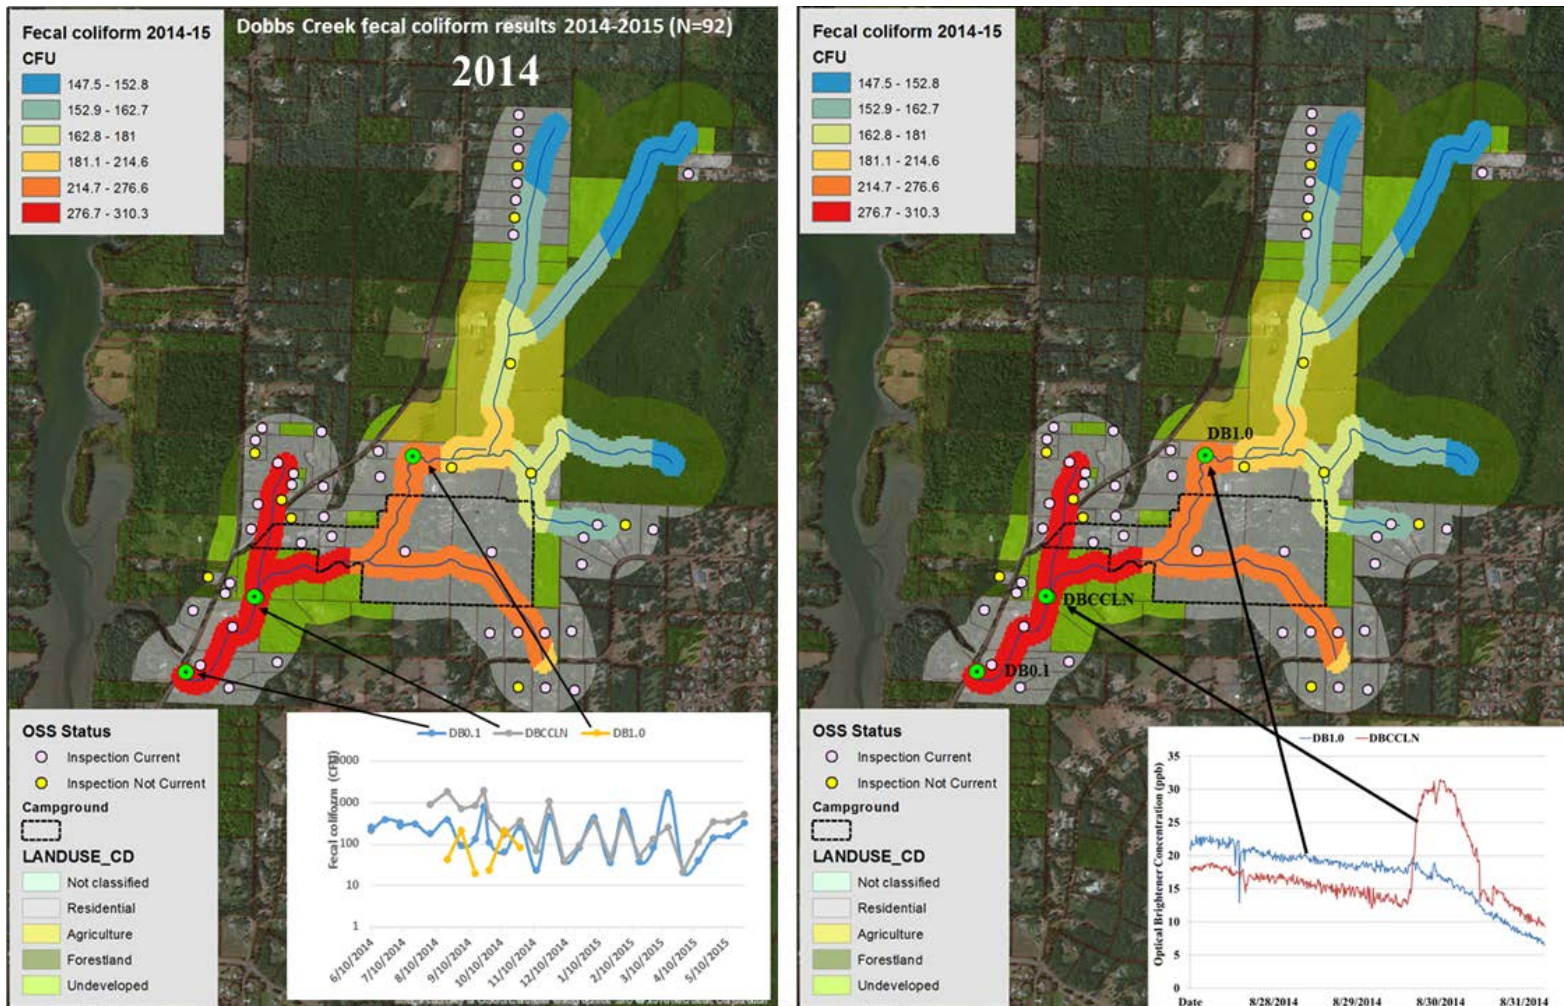 Fecal coliform 2014-15
CFU
147.5 - 152.8
152.9 - 162.7
162.8 - 181
181.1 - 214.6
214.7 - 276.6
276.7 - 310.3
Dobbs Creek fecal coliform results 2014-2015 (N=92)
2014
OSS Status
Inspection Current
Inspection Not Current
Campground
LANDUSE_CD
Not classified
Residential
Agriculture
Forestland
Undeveloped
DB0.1 DBCCLN DB1.0
Fecal coliform (CFU)
10000
1000
100
10
1
6/10/2014
7/10/2014
8/10/2014
9/10/2014
10/10/2014
11/10/2014
12/10/2014
1/10/2015
2/10/2015
3/10/2015
4/10/2015
5/10/2015
Fecal coliform 2014-15
CFU
147.5 - 152.8
152.9 - 162.7
162.8 - 181
181.1 - 214.6
214.7 - 276.6
276.7 - 310.3
DB1.0
DBCCLN
DB0.1
OSS Status
Inspection Current
Inspection Not Current
Campground
LANDUSE_CD
Not classified
Residential
Agriculture
Forestland
Undeveloped
DB1.0 DBCCLN
Optical Brightener Concentration (ppb)
35
30
25
20
15
10
5
0
Date 8/28/2014 8/29/2014 8/30/2014 8/31/2014